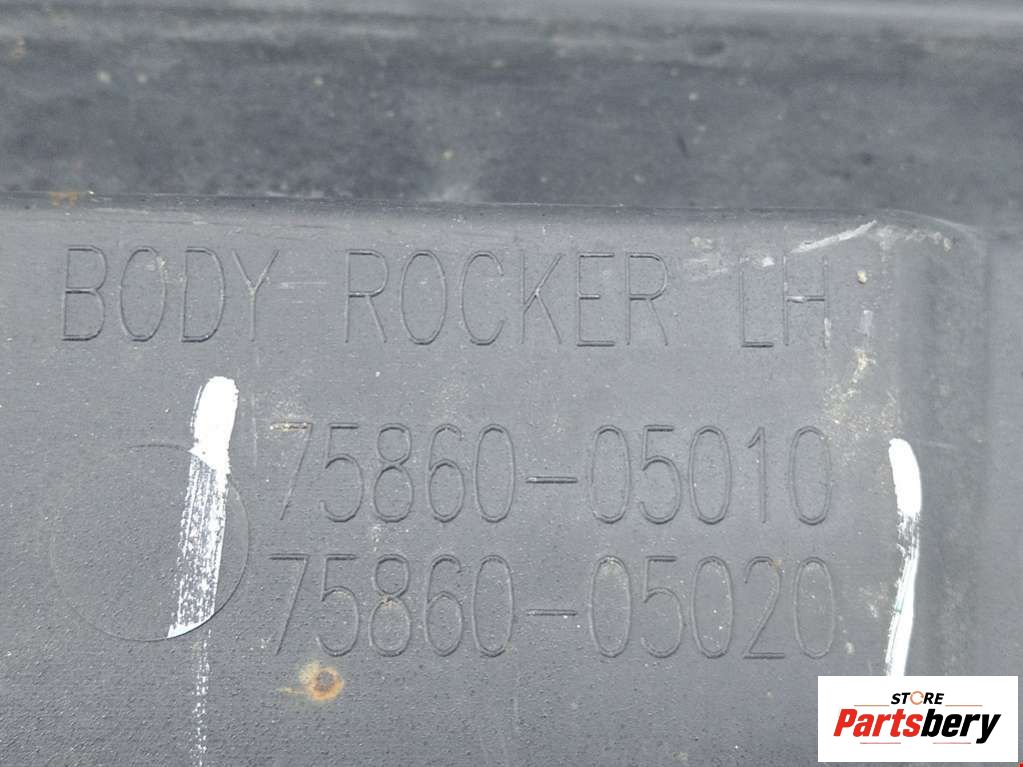 BODY ROCKER LH
75860-05010
75860-05020
STORE
Partsbery